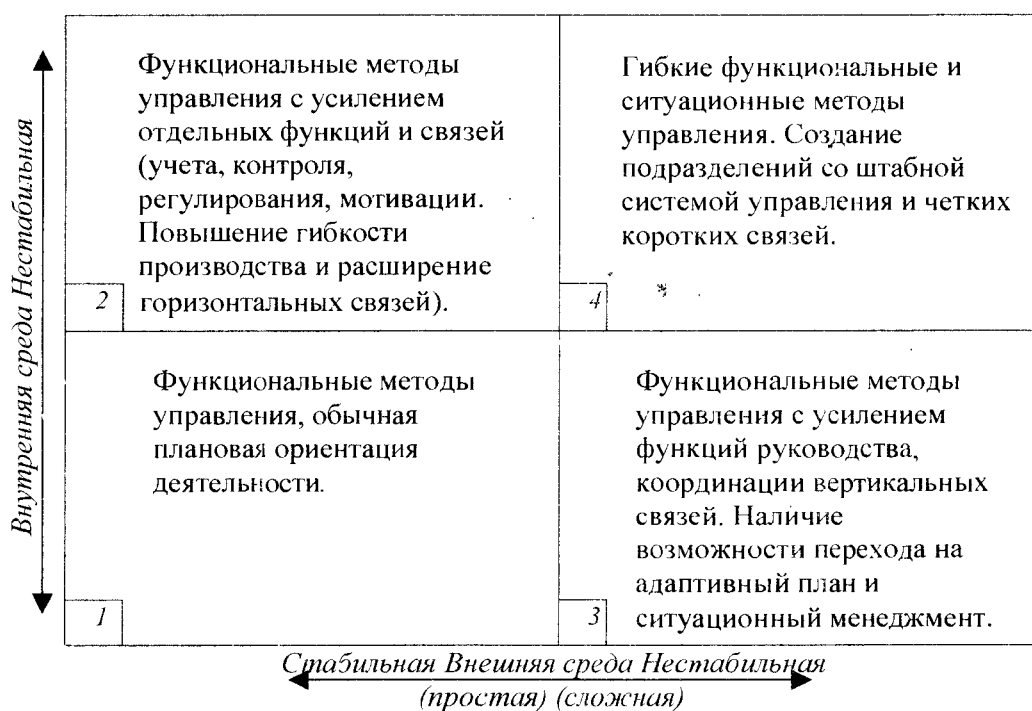 Функциональные методы
управления с усилением
отдельных функций и связей
(учета, контроля,
регулирования, мотивации.
Повышение гибкости
производства и расширение
горизонтальных связей).
2
Гибкие функциональные и
ситуационные методы
управления. Создание
подразделений со штабной
системой управления и четких
коротких связей.
4
Функциональные методы
управления, обычная
плановая ориентация
деятельности.
1
Функциональные методы
управления с усилением
функций руководства,
координации вертикальных
связей. Наличие
возможности перехода на
адаптивный план и
ситуационный менеджмент.
3
Внутренняя среда Нестабильная
Стабильная Внешняя среда Нестабильная
(простая) (сложная)